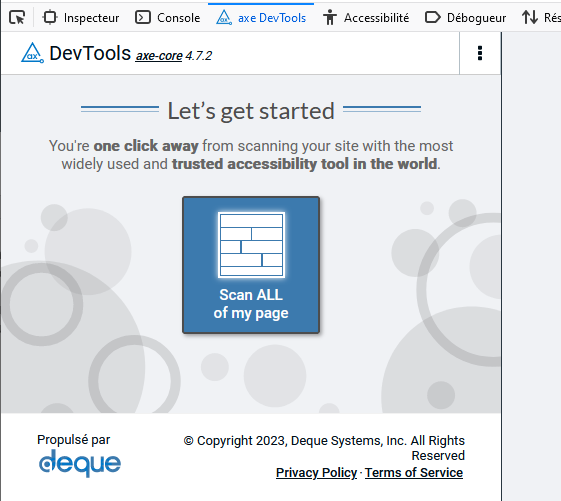 Inspecteur Console axe DevTools Accessibilité Débogueur Rés
ax DevTools axe-core 4.7.2
Let's get started
You're one click away from scanning your site with the most
widely used and trusted accessibility tool in the world.
Scan ALL
of my page
Propulsé par
deque
© Copyright 2023, Deque Systems, Inc. All Rights
Reserved
Privacy Policy · Terms of Service